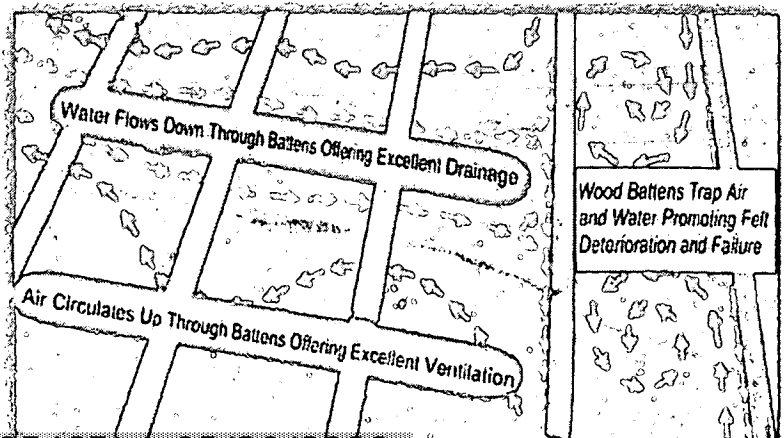 Water Flows Down Through Battens Offering Excellent Drainage
Wood Battens Trap Air
and Water Promoting Felt
Deterioration and Failure
Air Circulates Up Through Battens Offering Excellent Ventilation